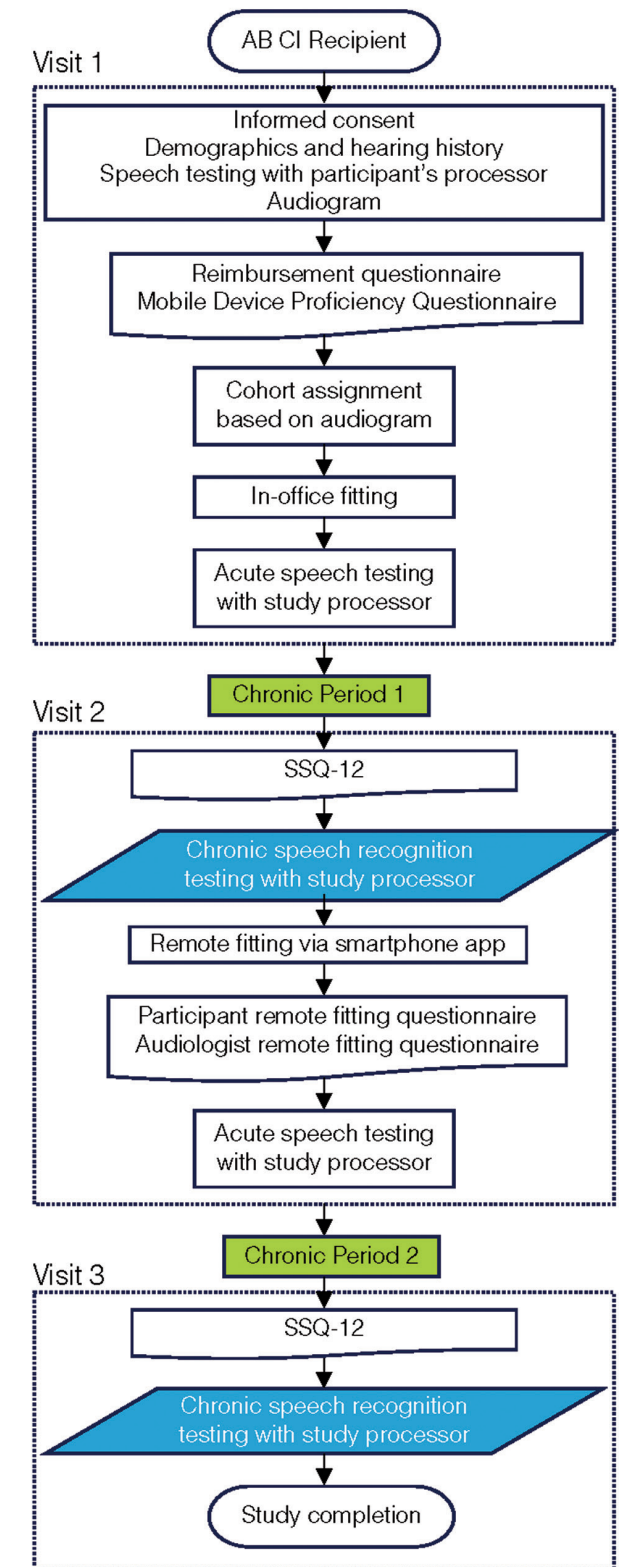 AB CI Recipient
Visit 1
Informed consent
Demographics and hearing history
Speech testing with participant's processor
Audiogram
Reimbursement questionnaire
Mobile Device Proficiency Questionnaire
Cohort assignment
based on audiogram
In-office fitting
Acute speech testing
with study processor
Chronic Period 1
Visit 2
SSQ-12
Chronic speech recognition
testing with study processor
Remote fitting via smartphone app
Participant remote fitting questionnaire
Audiologist remote fitting questionnaire
Acute speech testing
with study processor
Chronic Period 2
Visit 3
SSQ-12
Chronic speech recognition
testing with study processor
Study completion